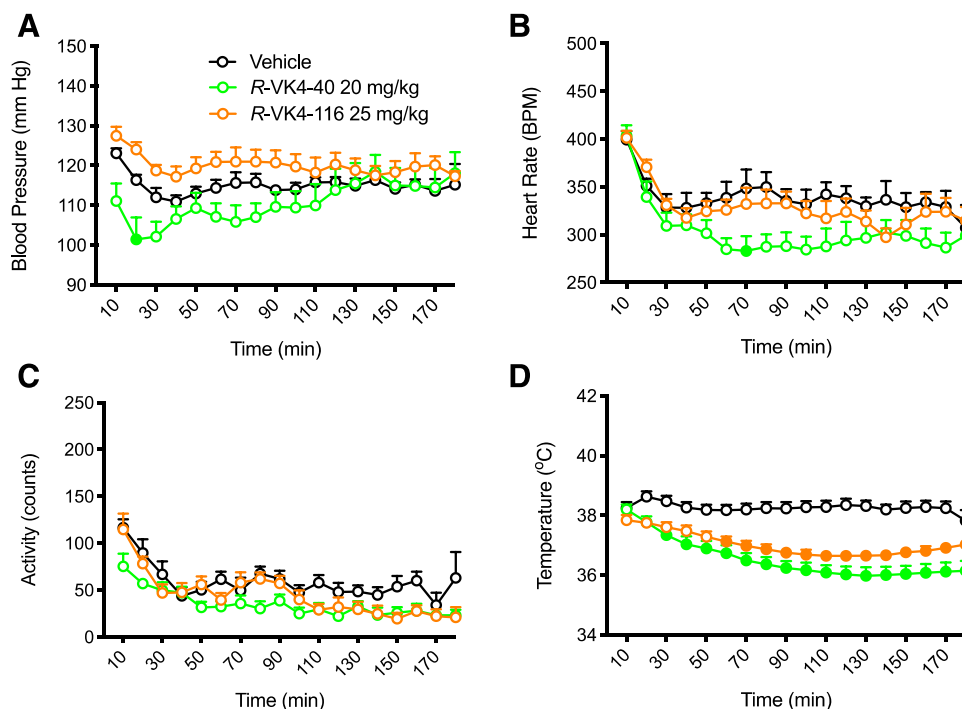 A
Blood Pressure (mm Hg)
150
140
130
120
110
100
90
Vehicle
R-VK4-40 20 mg/kg
R-VK4-116 25 mg/kg
10 30 50 70 90 110 130 150 170
Time (min)
B
Heart Rate (BPM)
500
450
400
350
300
250
10 30 50 70 90 110 130 150 170
Time (min)
C
Activity (counts)
250
200
150
100
50
0
10 30 50 70 90 110 130 150 170
Time (min)
D
Temperature (ºC)
42
40
38
36
34
10 30 50 70 90 110 130 150 170
Time (min)